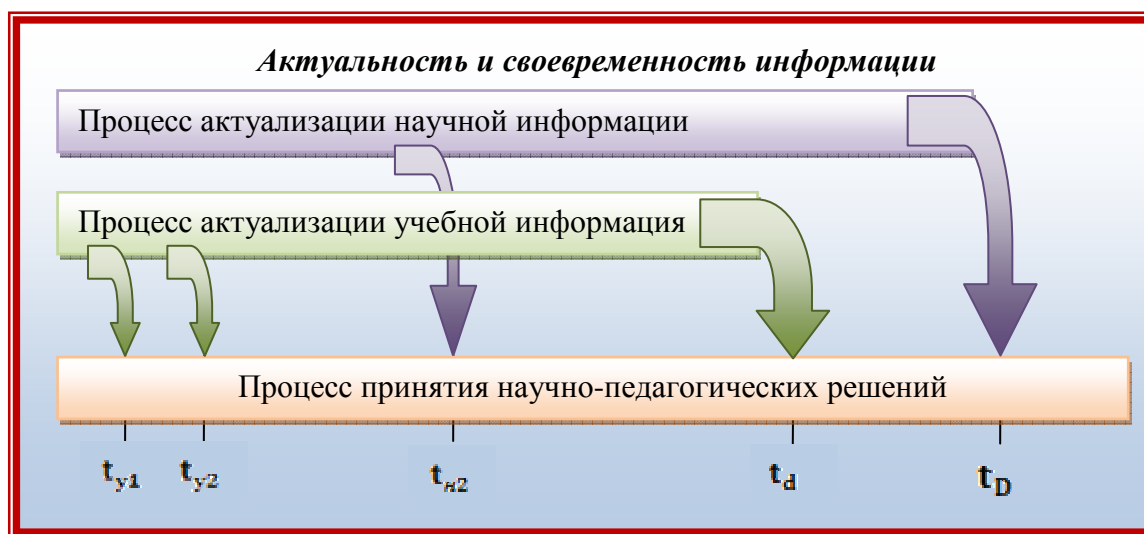 Актуальность и своевременность информации
Процесс актуализации научной информации
Процесс актуализации учебной информация
Процесс принятия научно-педагогических решений
tу1 tу2 tн2 td tD